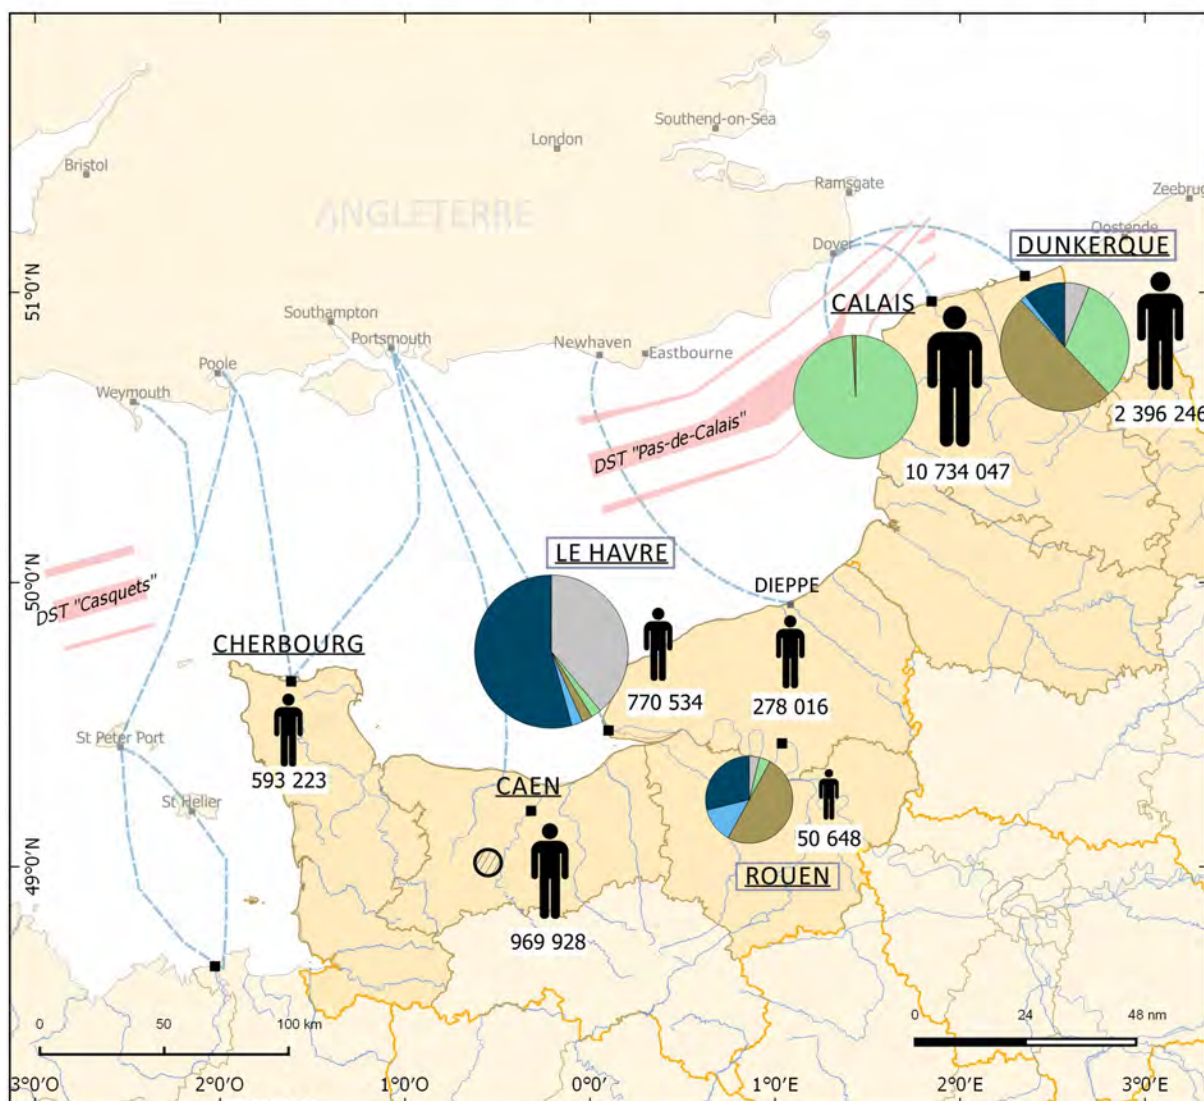 Southend-on-Sea
London
Bristol
Ramsgate
Zeebrug
ANGLETERRE
Oostende
Dover
DUNKERQUE
51°0'N
CALAIS
Southampton
Portsmouth
Newhaven
Eastbourne
Poole
Weymouth
2 396 246
DST "Pas-de-Calais"
10 734 047
LE HAVRE
50°0'N
DIEPPE
DST "Casquets"
CHERBOURG
770 534
278 016
St Peter Port
593 223
CAEN
St Helier
50 648
49°0'N
ROUEN
969 928
0 50 100 km
0 24 48 nm
3°0'O 2°0'O 1°0'O 0°0' 1°0'E 2°0'E 3°0'E